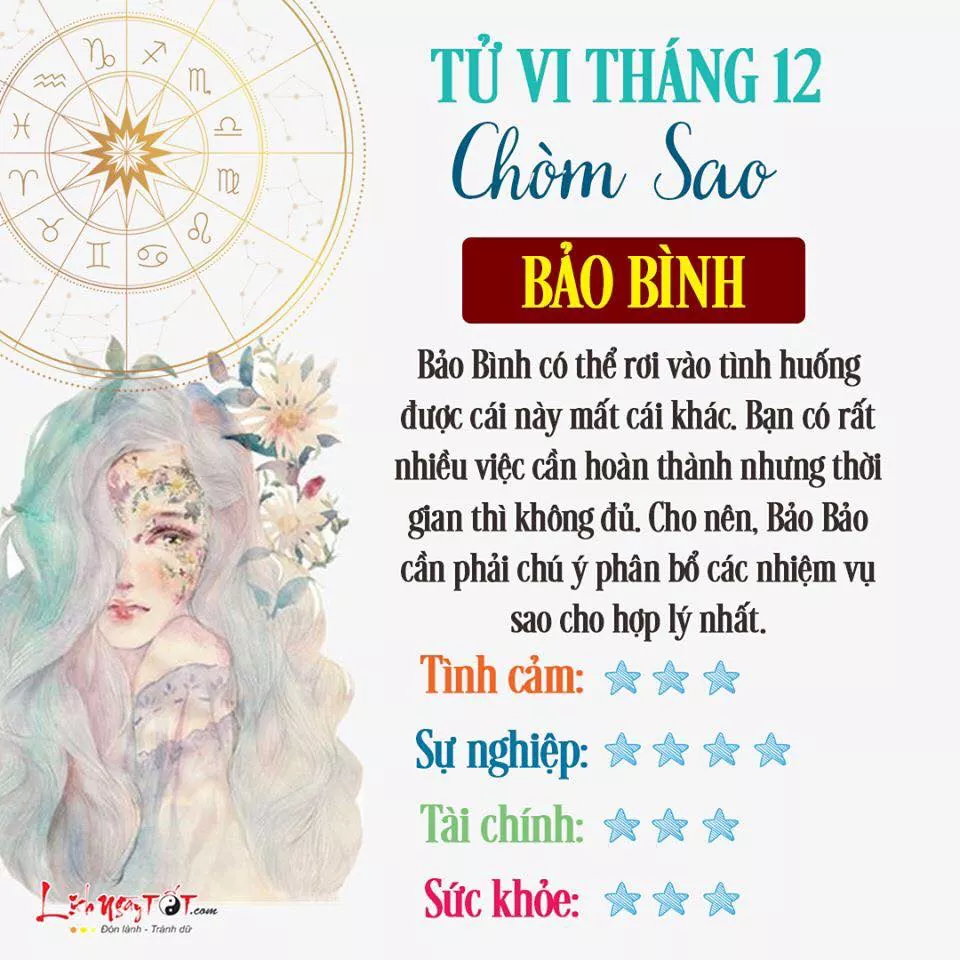 TỬ VI THÁNG 12
Chòm Sao
BẢO BÌNH
Bảo Bình có thể rơi vào tình huống
được cái này mất cái khác. Bạn có rất
nhiều việc cần hoàn thành nhưng thời
gian thì không đủ. Cho nên, Bảo Bảo
cần phải chú ý phân bổ các nhiệm vụ
sao cho hợp lý nhất.
Tình cảm:
Sự nghiệp:
Tài chính:
Sức khỏe:
LịchNgàyTỐT.com
Đón lành - Tránh dữ